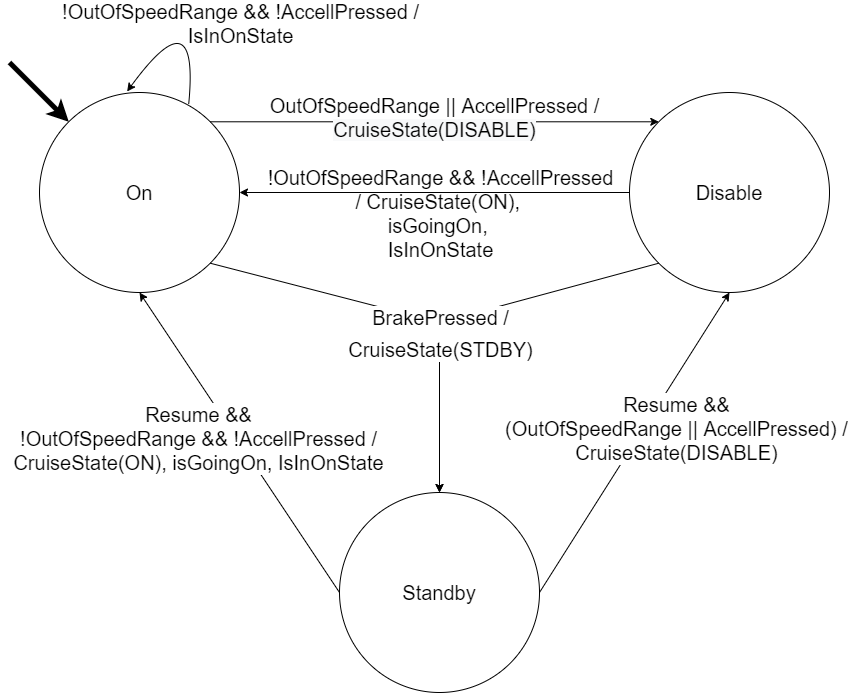 !OutOfSpeedRange && !AccellPressed /
IsInOnState
OutOfSpeedRange || AccellPressed /
CruiseState(DISABLE)
!OutOfSpeedRange && !AccellPressed
/ CruiseState(ON),
isGoingOn,
IsInOnState
On
Disable
BrakePressed /
CruiseState(STDBY)
Resume &&
!OutOfSpeedRange && !AccellPressed /
CruiseState(ON), isGoingOn, IsInOnState
Resume &&
(OutOfSpeedRange || AccellPressed) /
CruiseState(DISABLE)
Standby